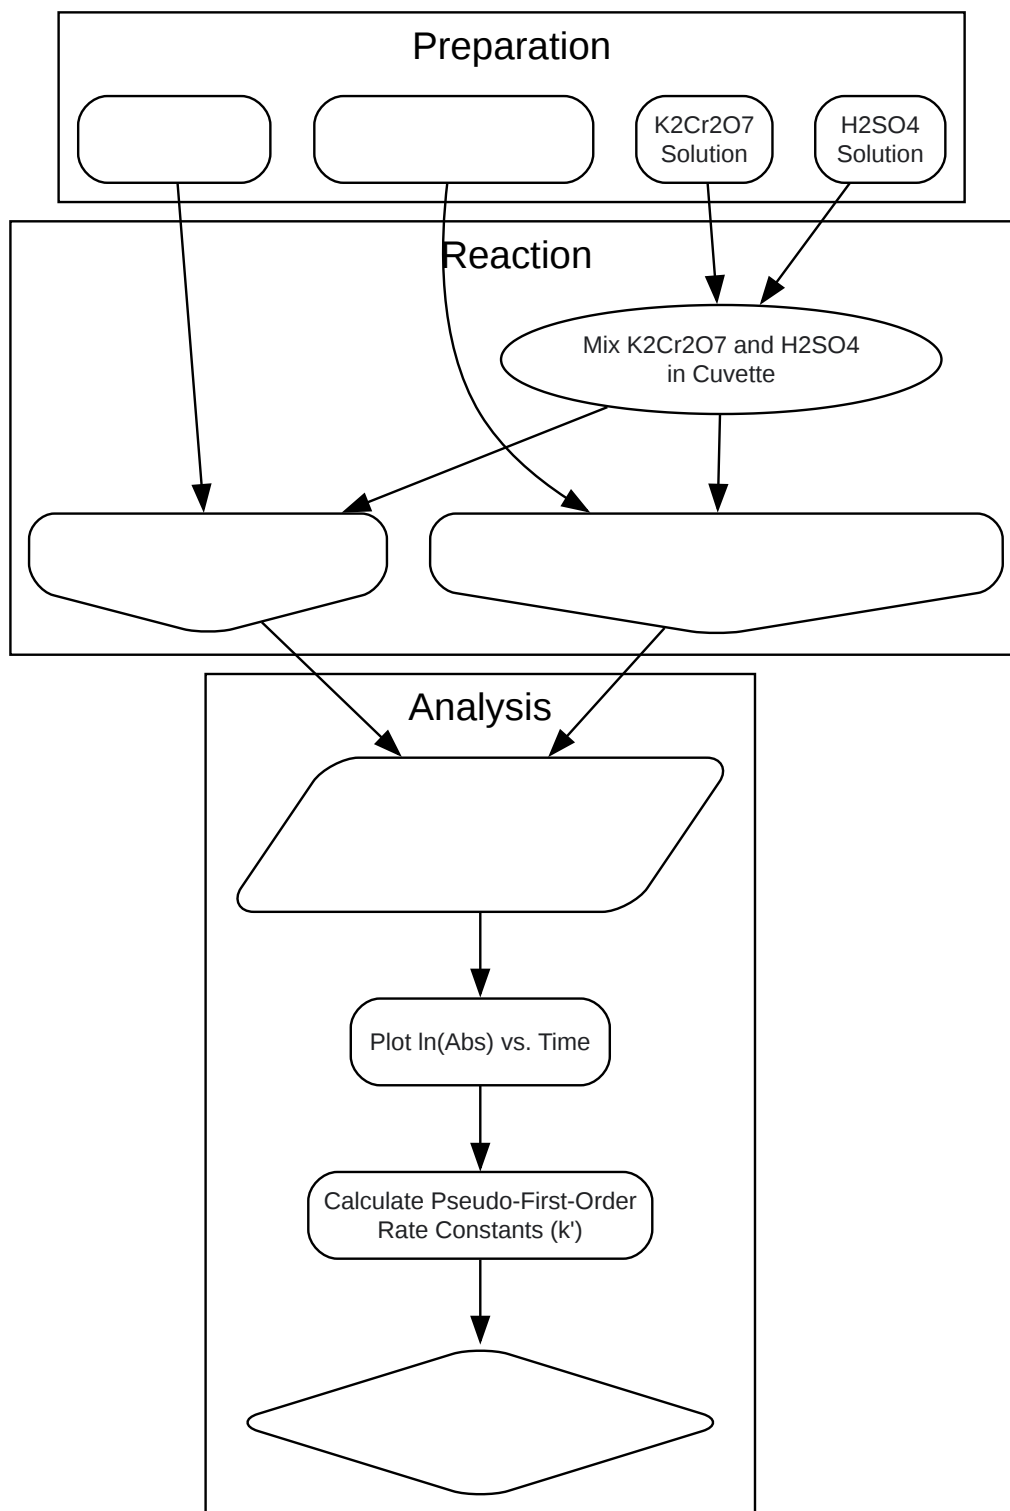 Preparation
K2Cr2O7
Solution
H2SO4
Solution
Reaction
Mix K2Cr2O7 and H2SO4
in Cuvette
Analysis
Plot ln(Abs) vs. Time
Calculate Pseudo-First-Order
Rate Constants (k')